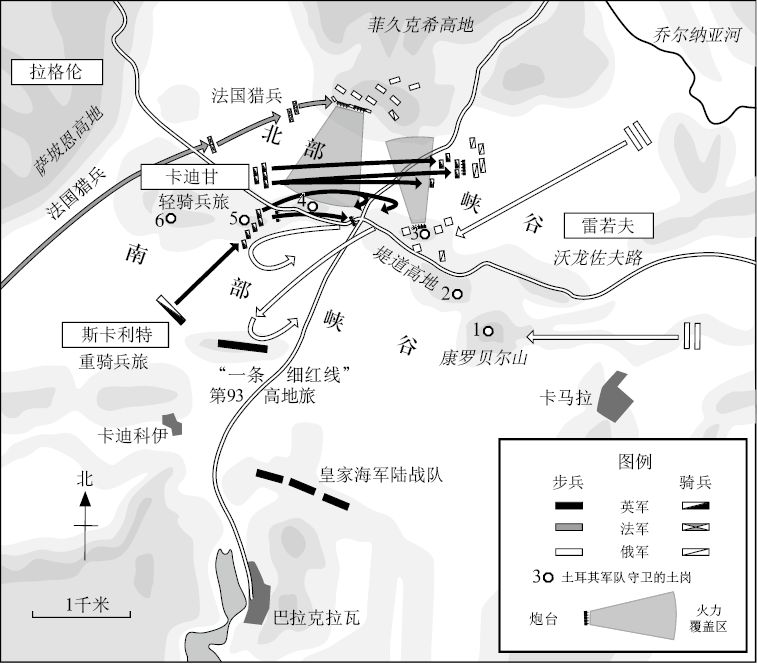 菲久克希高地
乔尔纳亚河
拉格伦
法国猎兵
萨坡恩高地
北部峡谷
卡迪甘
轻骑兵旅
法国猎兵
6
5
4
3
雷若夫
沃龙佐夫路
南部峡谷
堤道高地
2
1
斯卡利特
重骑兵旅
康罗贝尔山
“一条 细红线”
第93 高地旅
卡马拉
卡迪科伊
皇家海军陆战队
北
1千米
巴拉克拉瓦
图例
步兵 骑兵
英军
法军
俄军
3 土耳其军队守卫的土岗
炮台 火力
覆盖区